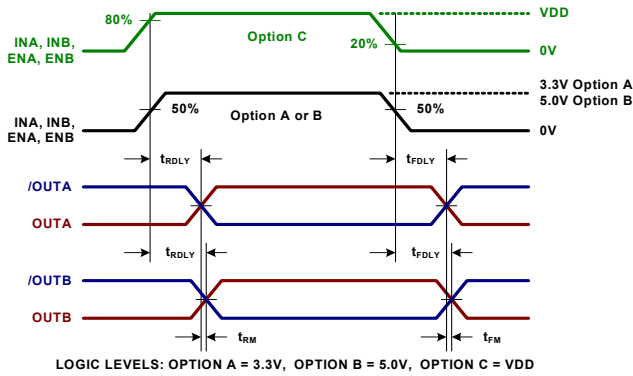 80%
VDD
INA, INB,
ENA, ENB
Option C
20%
0V
3.3V Option A
5.0V Option B
INA, INB,
ENA, ENB
50%
Option A or B
50%
0V
tRDLY
tFDLY
/OUTA
OUTA
tRDLY
tFDLY
/OUTB
OUTB
tRM
tFM
LOGIC LEVELS: OPTION A = 3.3V, OPTION B = 5.0V, OPTION C = VDD